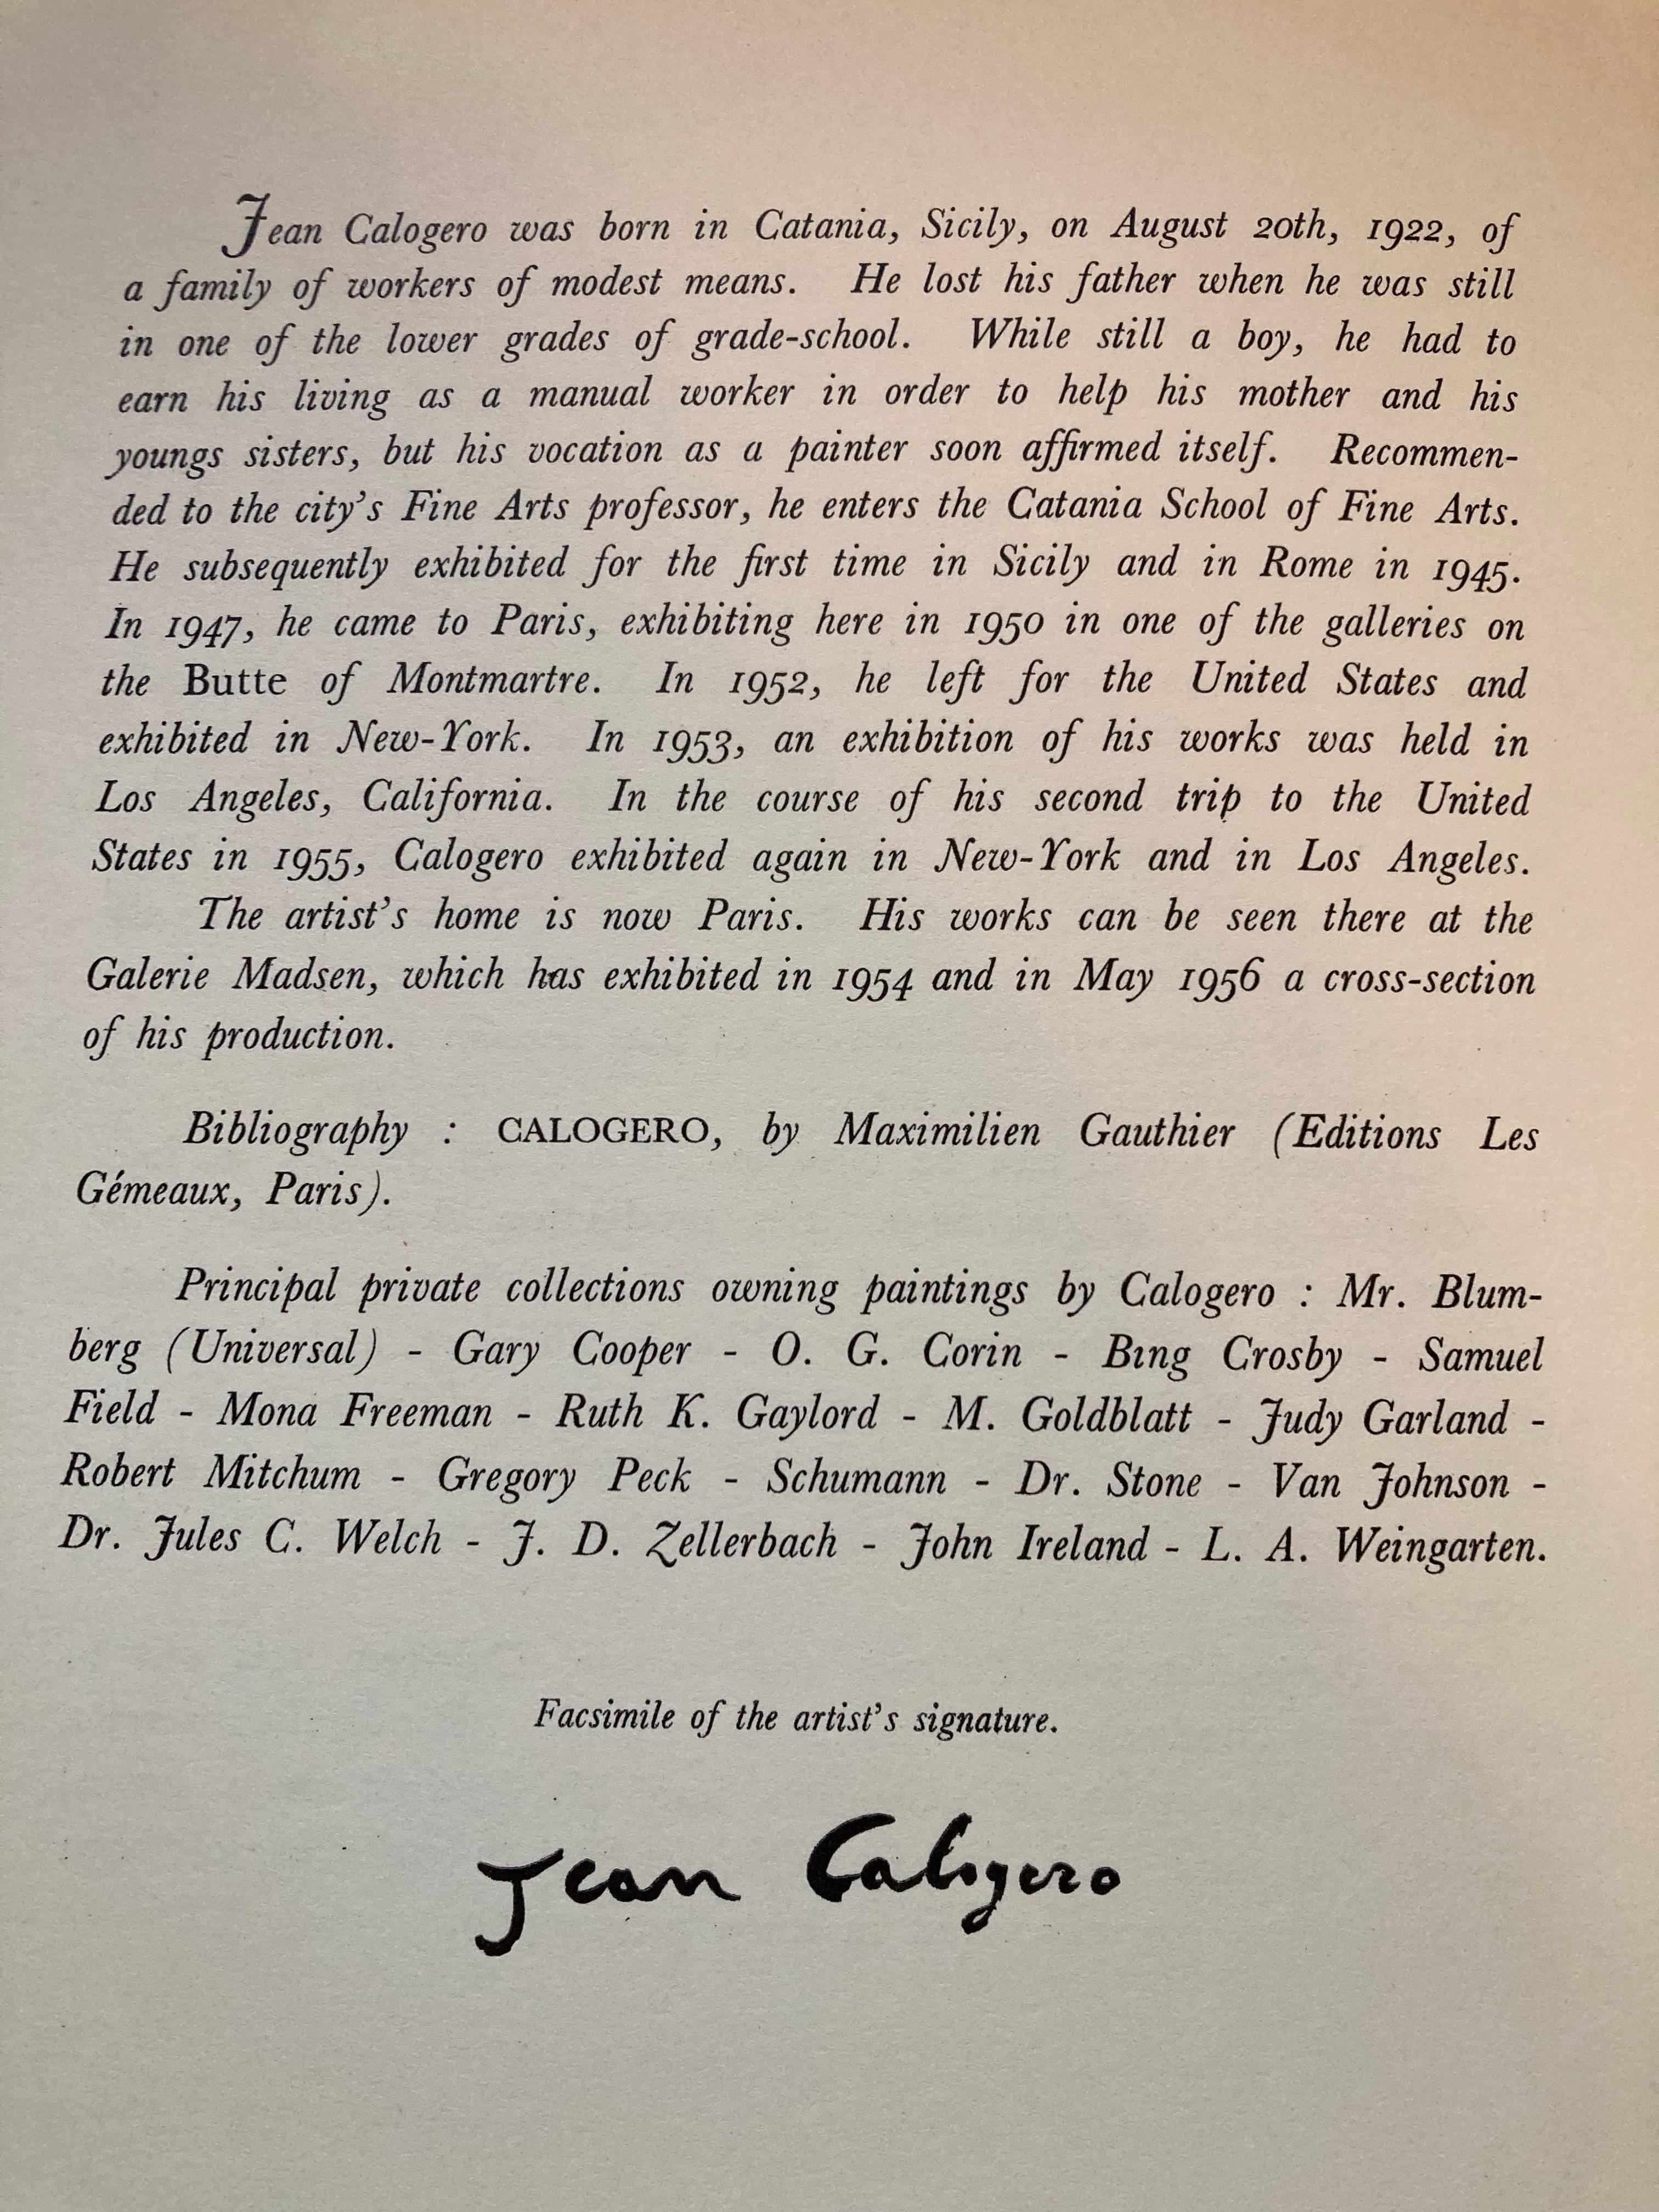 Jean Calogero was born in Catania, Sicily, on August 20th, 1922, of
a family of workers of modest means. He lost his father when he was still
in one of the lower grades of grade-school. While still a boy, he had to
earn his living as a manual worker in order to help his mother and his
youngs sisters, but his vocation as a painter soon affirmed itself. Recommen-
ded to the city's Fine Arts professor, he enters the Catania School of Fine Arts.
He subsequently exhibited for the first time in Sicily and in Rome in 1945.
In 1947, he came to Paris, exhibiting here in 1950 in one of the galleries on
the Butte of Montmartre. In 1952, he left for the United States and
exhibited in New-York. In 1953, an exhibition of his works was held in
Los Angeles, California. In the course of his second trip to the United
States in 1955, Calogero exhibited again in New-York and in Los Angeles.
The artist's home is now Paris. His works can be seen there at the
Galerie Madsen, which has exhibited in 1954 and in May 1956 a cross-section
of his production.
Bibliography : CALOGERO, by Maximilien Gauthier (Editions Les
Gémeaux, Paris).
Principal private collections owning paintings by Calogero : Mr. Blum-
berg (Universal) - Gary Cooper - O. G. Corin - Bing Crosby - Samuel
Field - Mona Freeman - Ruth K. Gaylord - M. Goldblatt - Judy Garland -
Robert Mitchum - Gregory Peck - Schumann - Dr. Stone - Van Johnson -
Dr. Jules C. Welch - J. D. Zellerbach - John Ireland - L. A. Weingarten.
Facsimile of the artist's signature.
Jean Calogero